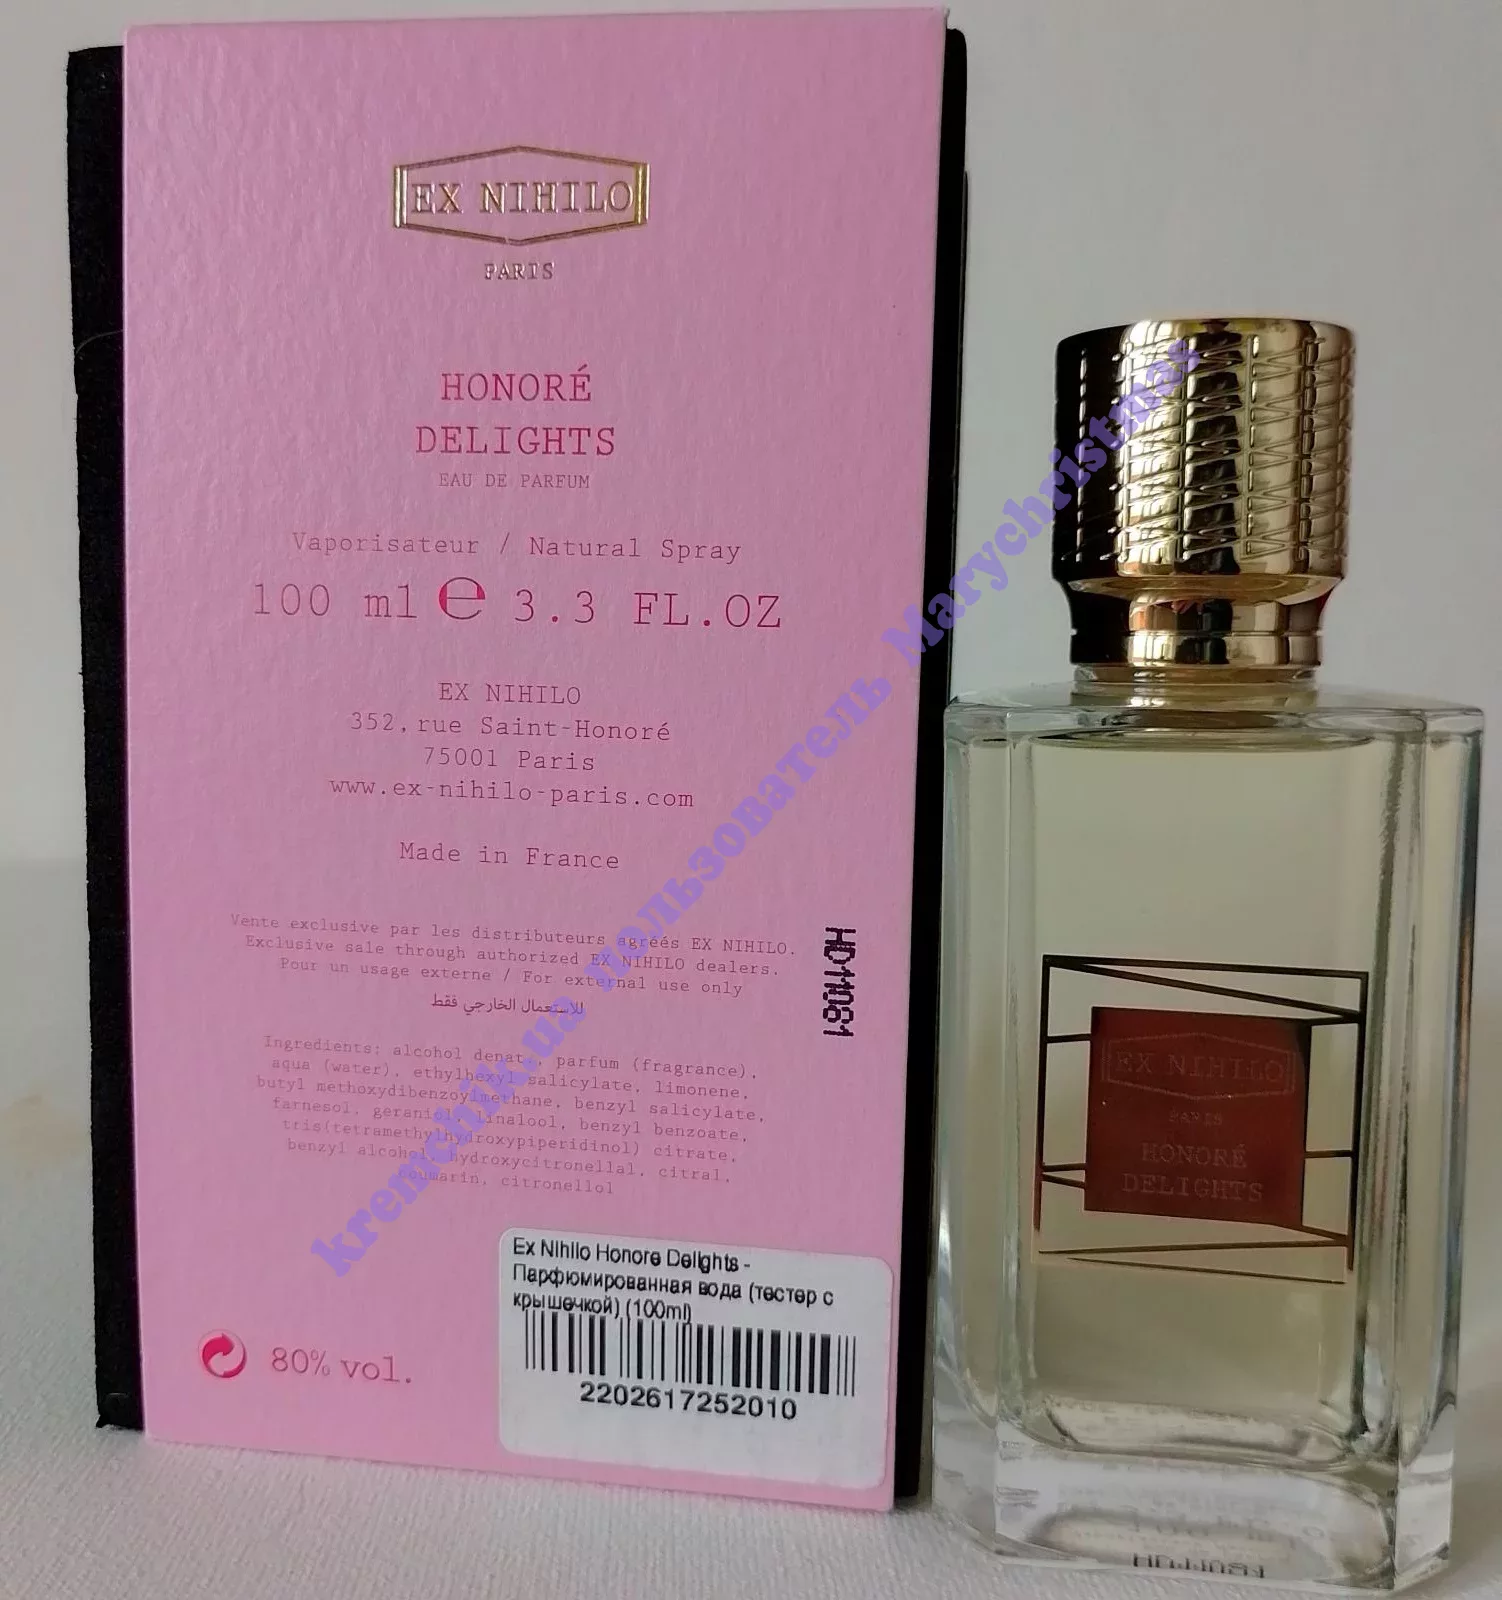 EX NIHILO
PARIS
HONORÉ
DELIGHTS
EAU DE PARFUM
Vaporisateur / Natural Spray
100 ml e 3.3 FL.OZ
EX NIHILO
352, rue Saint-Honoré
75001 Paris
www.ex-nihilo-paris.com
Made in France
Vente exclusive par les distributeurs agréés EX NIHILO.
Exclusive sale through authorized EX NIHILO dealers.
Pour un usage externe / For external use only
للاستعمال الخارجي فقط
HD11081
Ingredients: alcohol denat., parfum (fragrance),
aqua (water), ethylhexyl salicylate, limonene,
butyl methoxydibenzoylmethane, benzyl salicylate,
farnesol, geraniol, linalool, benzyl benzoate,
tris(tetramethylhydroxypiperidinol) citrate,
benzyl alcohol, hydroxycitronellal, citral,
coumarin, citronellol
80% vol.
Ex Nihilo Honore Delights -
Парфюмированная вода (тестер с
крышечкой) (100ml)
2202617252010
EX NIHILO
PARIS
HONORÉ
DELIGHTS
HD11081
kremchik.ua пользователь Marychristmas